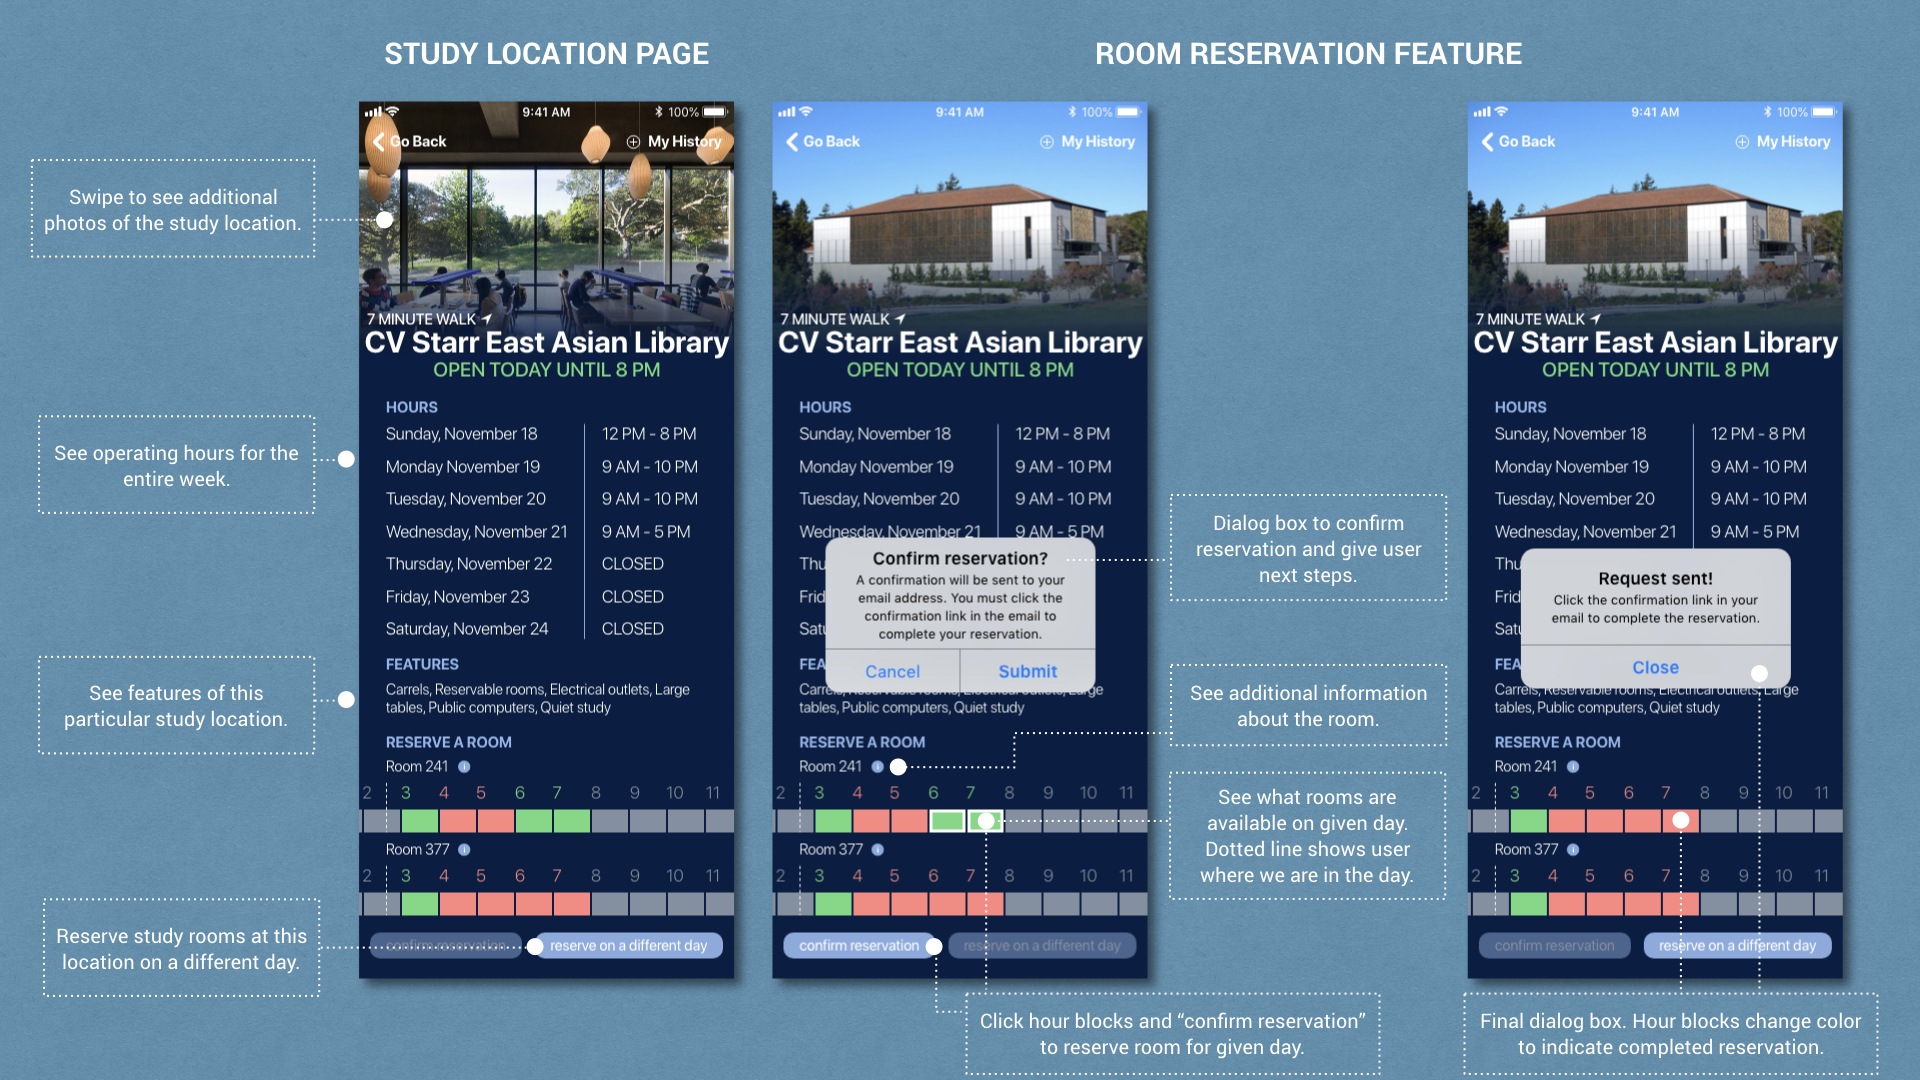 STUDY LOCATION PAGE
ROOM RESERVATION FEATURE
Swipe to see additional
photos of the study location.
See operating hours for the
entire week.
See features of this
particular study location.
Reserve study rooms at this
location on a different day.
9:41 AM 100%
Go Back My History
7 MINUTE WALK
CV Starr East Asian Library
OPEN TODAY UNTIL 8 PM
HOURS
Sunday, November 18 12 PM - 8 PM
Monday November 19 9 AM - 10 PM
Tuesday, November 20 9 AM - 10 PM
Wednesday, November 21 9 AM - 5 PM
Thursday, November 22 CLOSED
Friday, November 23 CLOSED
Saturday, November 24 CLOSED
FEATURES
Carrels, Reservable rooms, Electrical outlets, Large
tables, Public computers, Quiet study
RESERVE A ROOM
Room 241 i
2 3 4 5 6 7 8 9 10 11
Room 377 i
2 3 4 5 6 7 8 9 10 11
confirm reservation reserve on a different day
9:41 AM 100%
Go Back My History
7 MINUTE WALK
CV Starr East Asian Library
OPEN TODAY UNTIL 8 PM
HOURS
Sunday, November 18 12 PM - 8 PM
Monday November 19 9 AM - 10 PM
Tuesday, November 20 9 AM - 10 PM
Wednesday, November 21 9 AM - 5 PM
Thu
Frid
Satu
Confirm reservation?
A confirmation will be sent to your
email address. You must click the
confirmation link in the email to
complete your reservation.
Cancel Submit
FEA
Carrels, Reservable rooms, Electrical outlets, Large
tables, Public computers, Quiet study
RESERVE A ROOM
Room 241 i
2 3 4 5 6 7 8 9 10 11
Room 377 i
2 3 4 5 6 7 8 9 10 11
confirm reservation reserve on a different day
Dialog box to confirm
reservation and give user
next steps.
See additional information
about the room.
See what rooms are
available on given day.
Dotted line shows user
where we are in the day.
Click hour blocks and “confirm reservation”
to reserve room for given day.
9:41 AM 100%
Go Back My History
7 MINUTE WALK
CV Starr East Asian Library
OPEN TODAY UNTIL 8 PM
HOURS
Sunday, November 18 12 PM - 8 PM
Monday November 19 9 AM - 10 PM
Tuesday, November 20 9 AM - 10 PM
Wednesday, November 21 9 AM - 5 PM
Thu
Frid
Satu
Request sent!
Click the confirmation link in your
email to complete the reservation.
Close
FEA
Carrels, Reservable rooms, Electrical outlets, Large
tables, Public computers, Quiet study
RESERVE A ROOM
Room 241 i
2 3 4 5 6 7 8 9 10 11
Room 377 i
2 3 4 5 6 7 8 9 10 11
confirm reservation reserve on a different day
Final dialog box. Hour blocks change color
to indicate completed reservation.